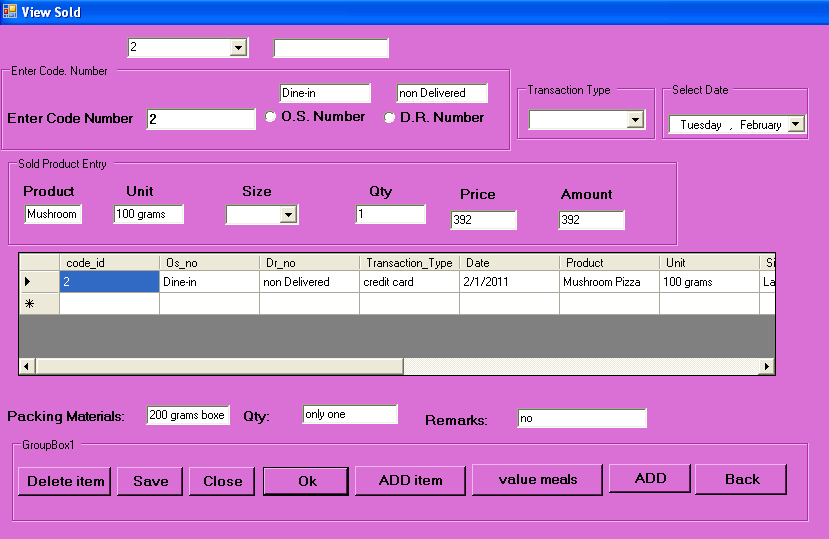 View Sold
2
Enter Code. Number
Dine-in non Delivered
Enter Code Number 2 O.S. Number D.R. Number
Transaction Type
Select Date
Tuesday , February
Sold Product Entry
Product Unit Size Qty Price Amount
Mushroom 100 grams 1 392 392
code_id Os_no Dr_no Transaction_Type Date Product Unit Si
2 Dine-in non Delivered credit card 2/1/2011 Mushroom Pizza 100 grams La
Packing Materials: 200 grams boxe Qty: only one Remarks: no
GroupBox1
Delete item Save Close Ok ADD item value meals ADD Back